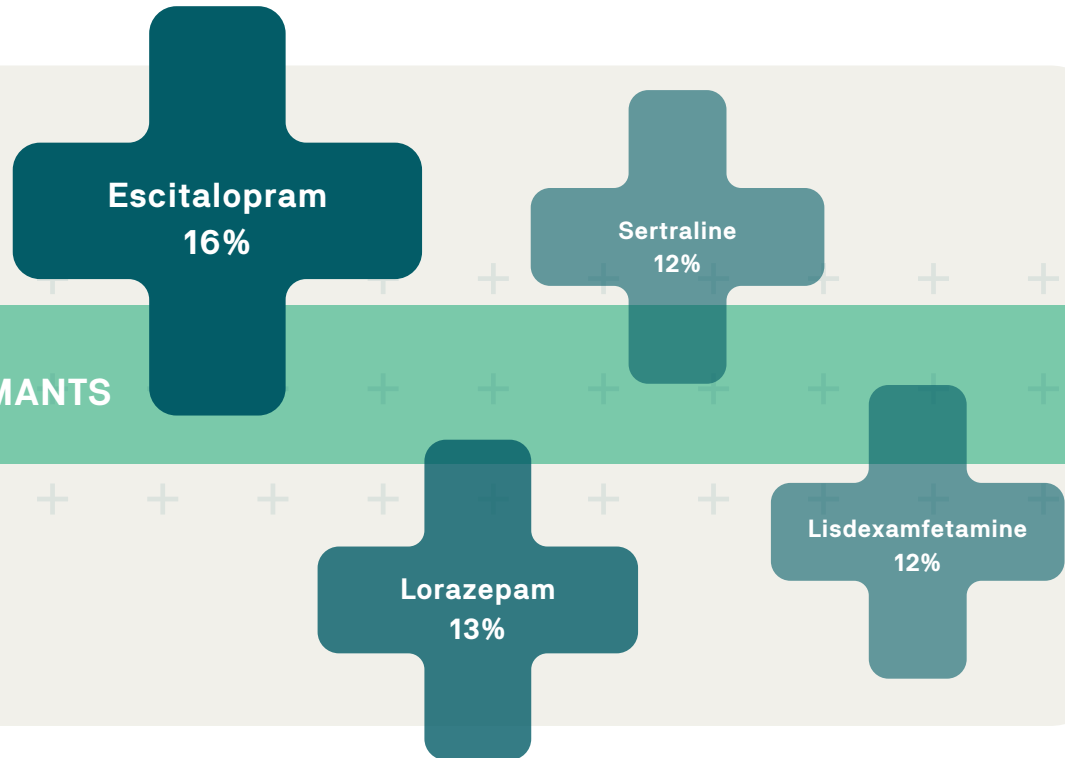 Escitalopram
16%
Sertraline
12%
MANTS
Lorazepam
13%
Lisdexamfetamine
12%